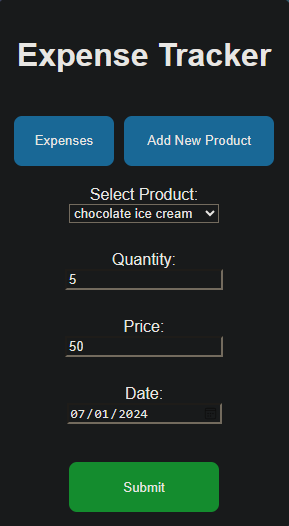 Expense Tracker
Expenses Add New Product
Select Product:
chocolate ice cream
Quantity:
5
Price:
50
Date:
07/01/2024
Submit